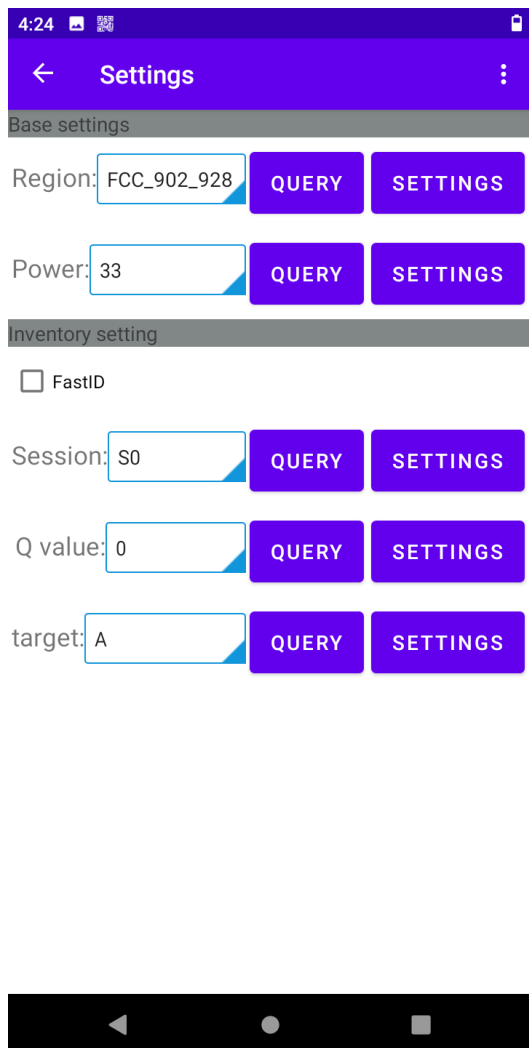 4:24
Settings
Base settings
Region: FCC_902_928 QUERY SETTINGS
Power: 33 QUERY SETTINGS
Inventory setting
FastID
Session: S0 QUERY SETTINGS
Q value: 0 QUERY SETTINGS
target: A QUERY SETTINGS